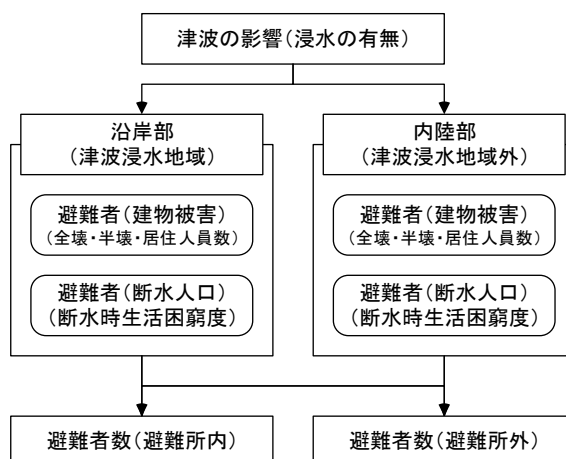 津波の影響(浸水の有無)
沿岸部
(津波浸水地域)
内陸部
(津波浸水地域外)
避難者(建物被害)
(全壊・半壊・居住人員数)
避難者(建物被害)
(全壊・半壊・居住人員数)
避難者(断水人口)
(断水時生活困窮度)
避難者(断水人口)
(断水時生活困窮度)
避難者数(避難所内)
避難者数(避難所外)